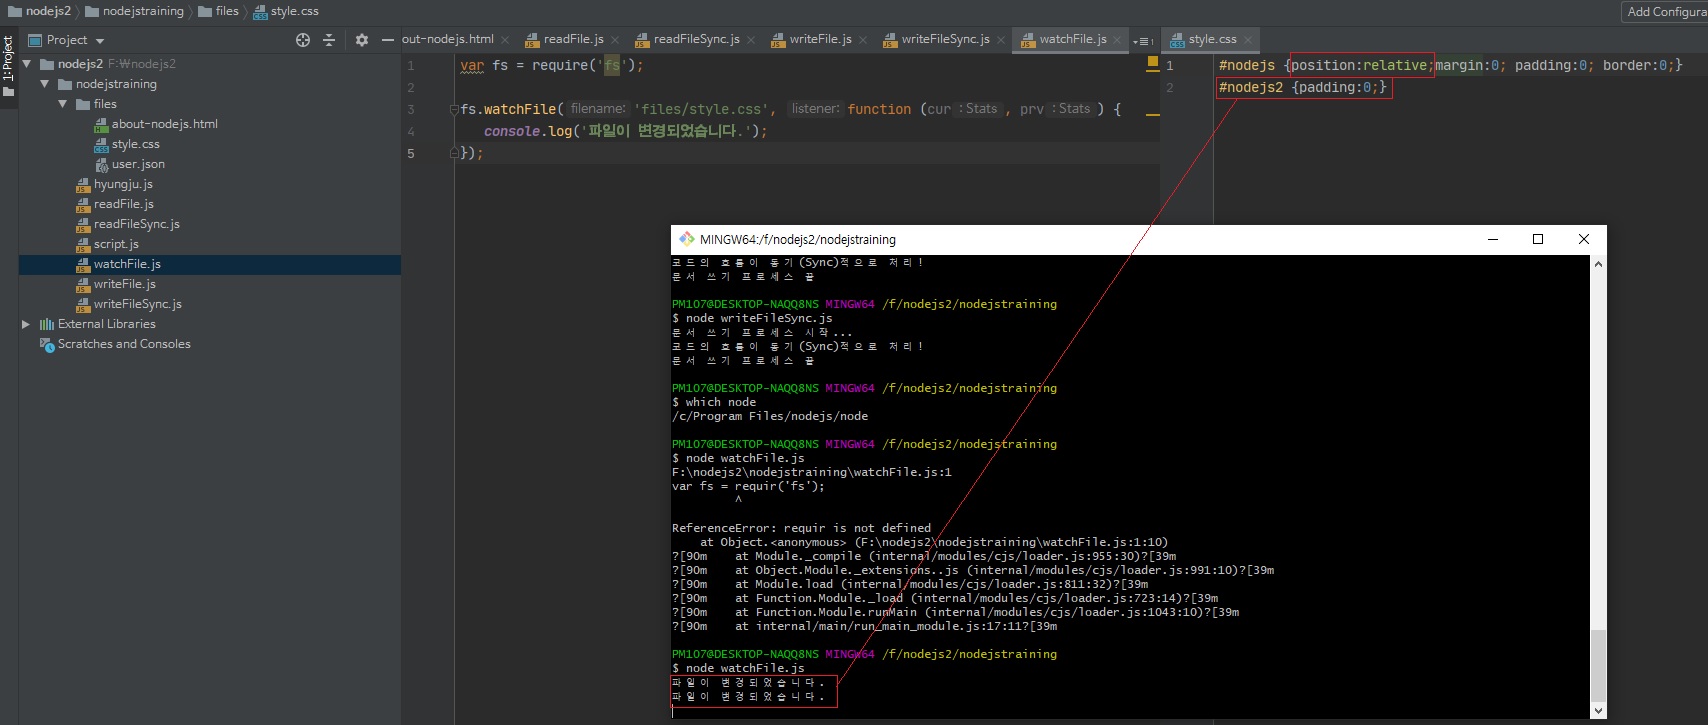 nodejs2 nodejstraining files style.css
Add Configura
1: Project
Project
nodejs2 F:￦nodejs2
nodejstraining
files
about-nodejs.html
style.css
user.json
hyungju.js
readFile.js
readFileSync.js
script.js
watchFile.js
writeFile.js
writeFileSync.js
External Libraries
Scratches and Consoles
out-nodejs.html readFile.js readFileSync.js writeFile.js writeFileSync.js watchFile.js
1 var fs = require('fs');
2
3 fs.watchFile( filename: 'files/style.css', listener: function (cur : Stats , prv : Stats ) {
4 console.log('파일이 변경되었습니다.');
5 });
style.css
1 #nodejs {position:relative;margin:0; padding:0; border:0;}
2 #nodejs2 {padding:0;}
MINGW64:/f/nodejs2/nodejstraining
코드의 흐름이 동기(Sync)적으로 처리!
문서 쓰기 프로세스 끝
PM107@DESKTOP-NAQQ8NS MINGW64 /f/nodejs2/nodejstraining
$ node writeFileSync.js
문서 쓰기 프로세스 시작...
코드의 흐름이 동기(Sync)적으로 처리!
문서 쓰기 프로세스 끝
PM107@DESKTOP-NAQQ8NS MINGW64 /f/nodejs2/nodejstraining
$ which node
/c/Program Files/nodejs/node
PM107@DESKTOP-NAQQ8NS MINGW64 /f/nodejs2/nodejstraining
$ node watchFile.js
F:\nodejs2\nodejstraining\watchFile.js:1
var fs = requir('fs');
^
ReferenceError: requir is not defined
at Object.<anonymous> (F:\nodejs2\nodejstraining\watchFile.js:1:10)
?[90m at Module._compile (internal/modules/cjs/loader.js:955:30)?[39m
?[90m at Object.Module._extensions..js (internal/modules/cjs/loader.js:991:10)?[39m
?[90m at Module.load (internal/modules/cjs/loader.js:811:32)?[39m
?[90m at Function.Module._load (internal/modules/cjs/loader.js:723:14)?[39m
?[90m at Function.Module.runMain (internal/modules/cjs/loader.js:1043:10)?[39m
?[90m at internal/main/run_main_module.js:17:11?[39m
PM107@DESKTOP-NAQQ8NS MINGW64 /f/nodejs2/nodejstraining
$ node watchFile.js
파일이 변경되었습니다.
파일이 변경되었습니다.